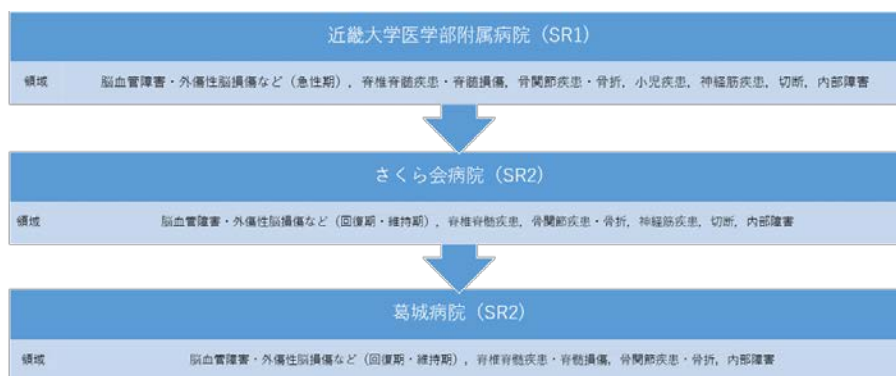 近畿大学医学部附属病院（SR1）
領域 脳血管障害・外傷性脳損傷など（急性期），脊椎脊髄疾患・脊髄損傷，骨関節疾患・骨折，小児疾患，神経筋疾患，切断，内部障害
さくら会病院（SR2）
領域 脳血管障害・外傷性脳損傷など（回復期・維持期），脊椎脊髄疾患，骨関節疾患・骨折，神経筋疾患，切断，内部障害
葛城病院（SR2）
領域 脳血管障害・外傷性脳損傷など（回復期・維持期），脊椎脊髄疾患・脊髄損傷，骨関節疾患・骨折，内部障害